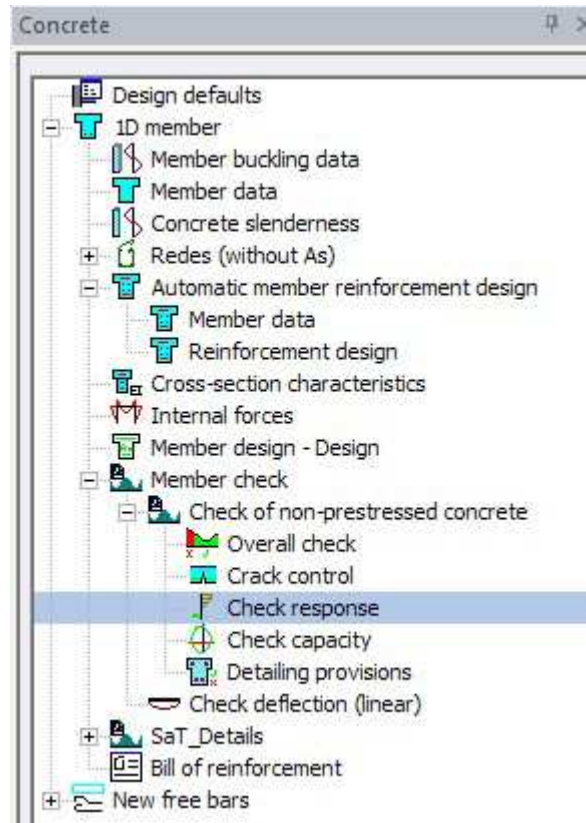 Concrete
Design defaults
1D member
Member buckling data
Member data
Concrete slenderness
Redes (without As)
Automatic member reinforcement design
Member data
Reinforcement design
Cross-section characteristics
Internal forces
Member design - Design
Member check
Check of non-prestressed concrete
Overall check
Crack control
Check response
Check capacity
Detailing provisions
Check deflection (linear)
SaT_Details
Bill of reinforcement
New free bars